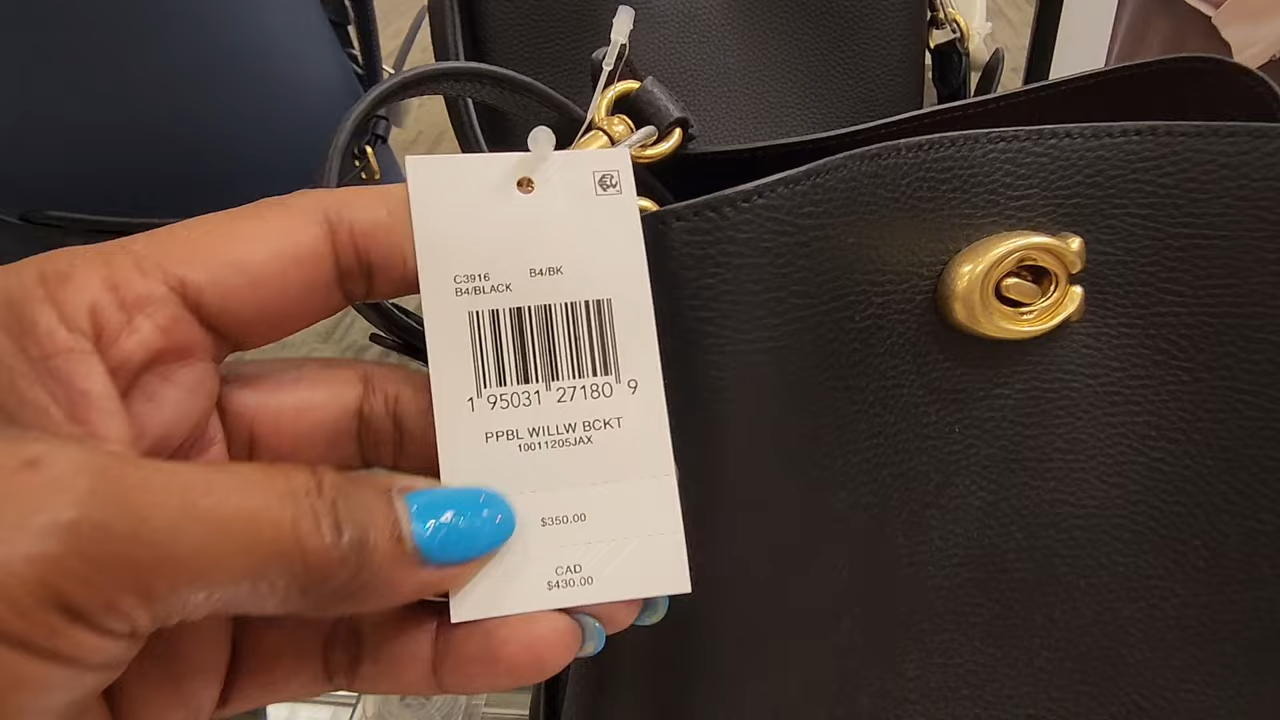 C3916 B4/BK
B4/BLACK
1 95031 27180 9
PPBL WILLW BCKT
10011205JAX
$350.00
CAD
$430.00